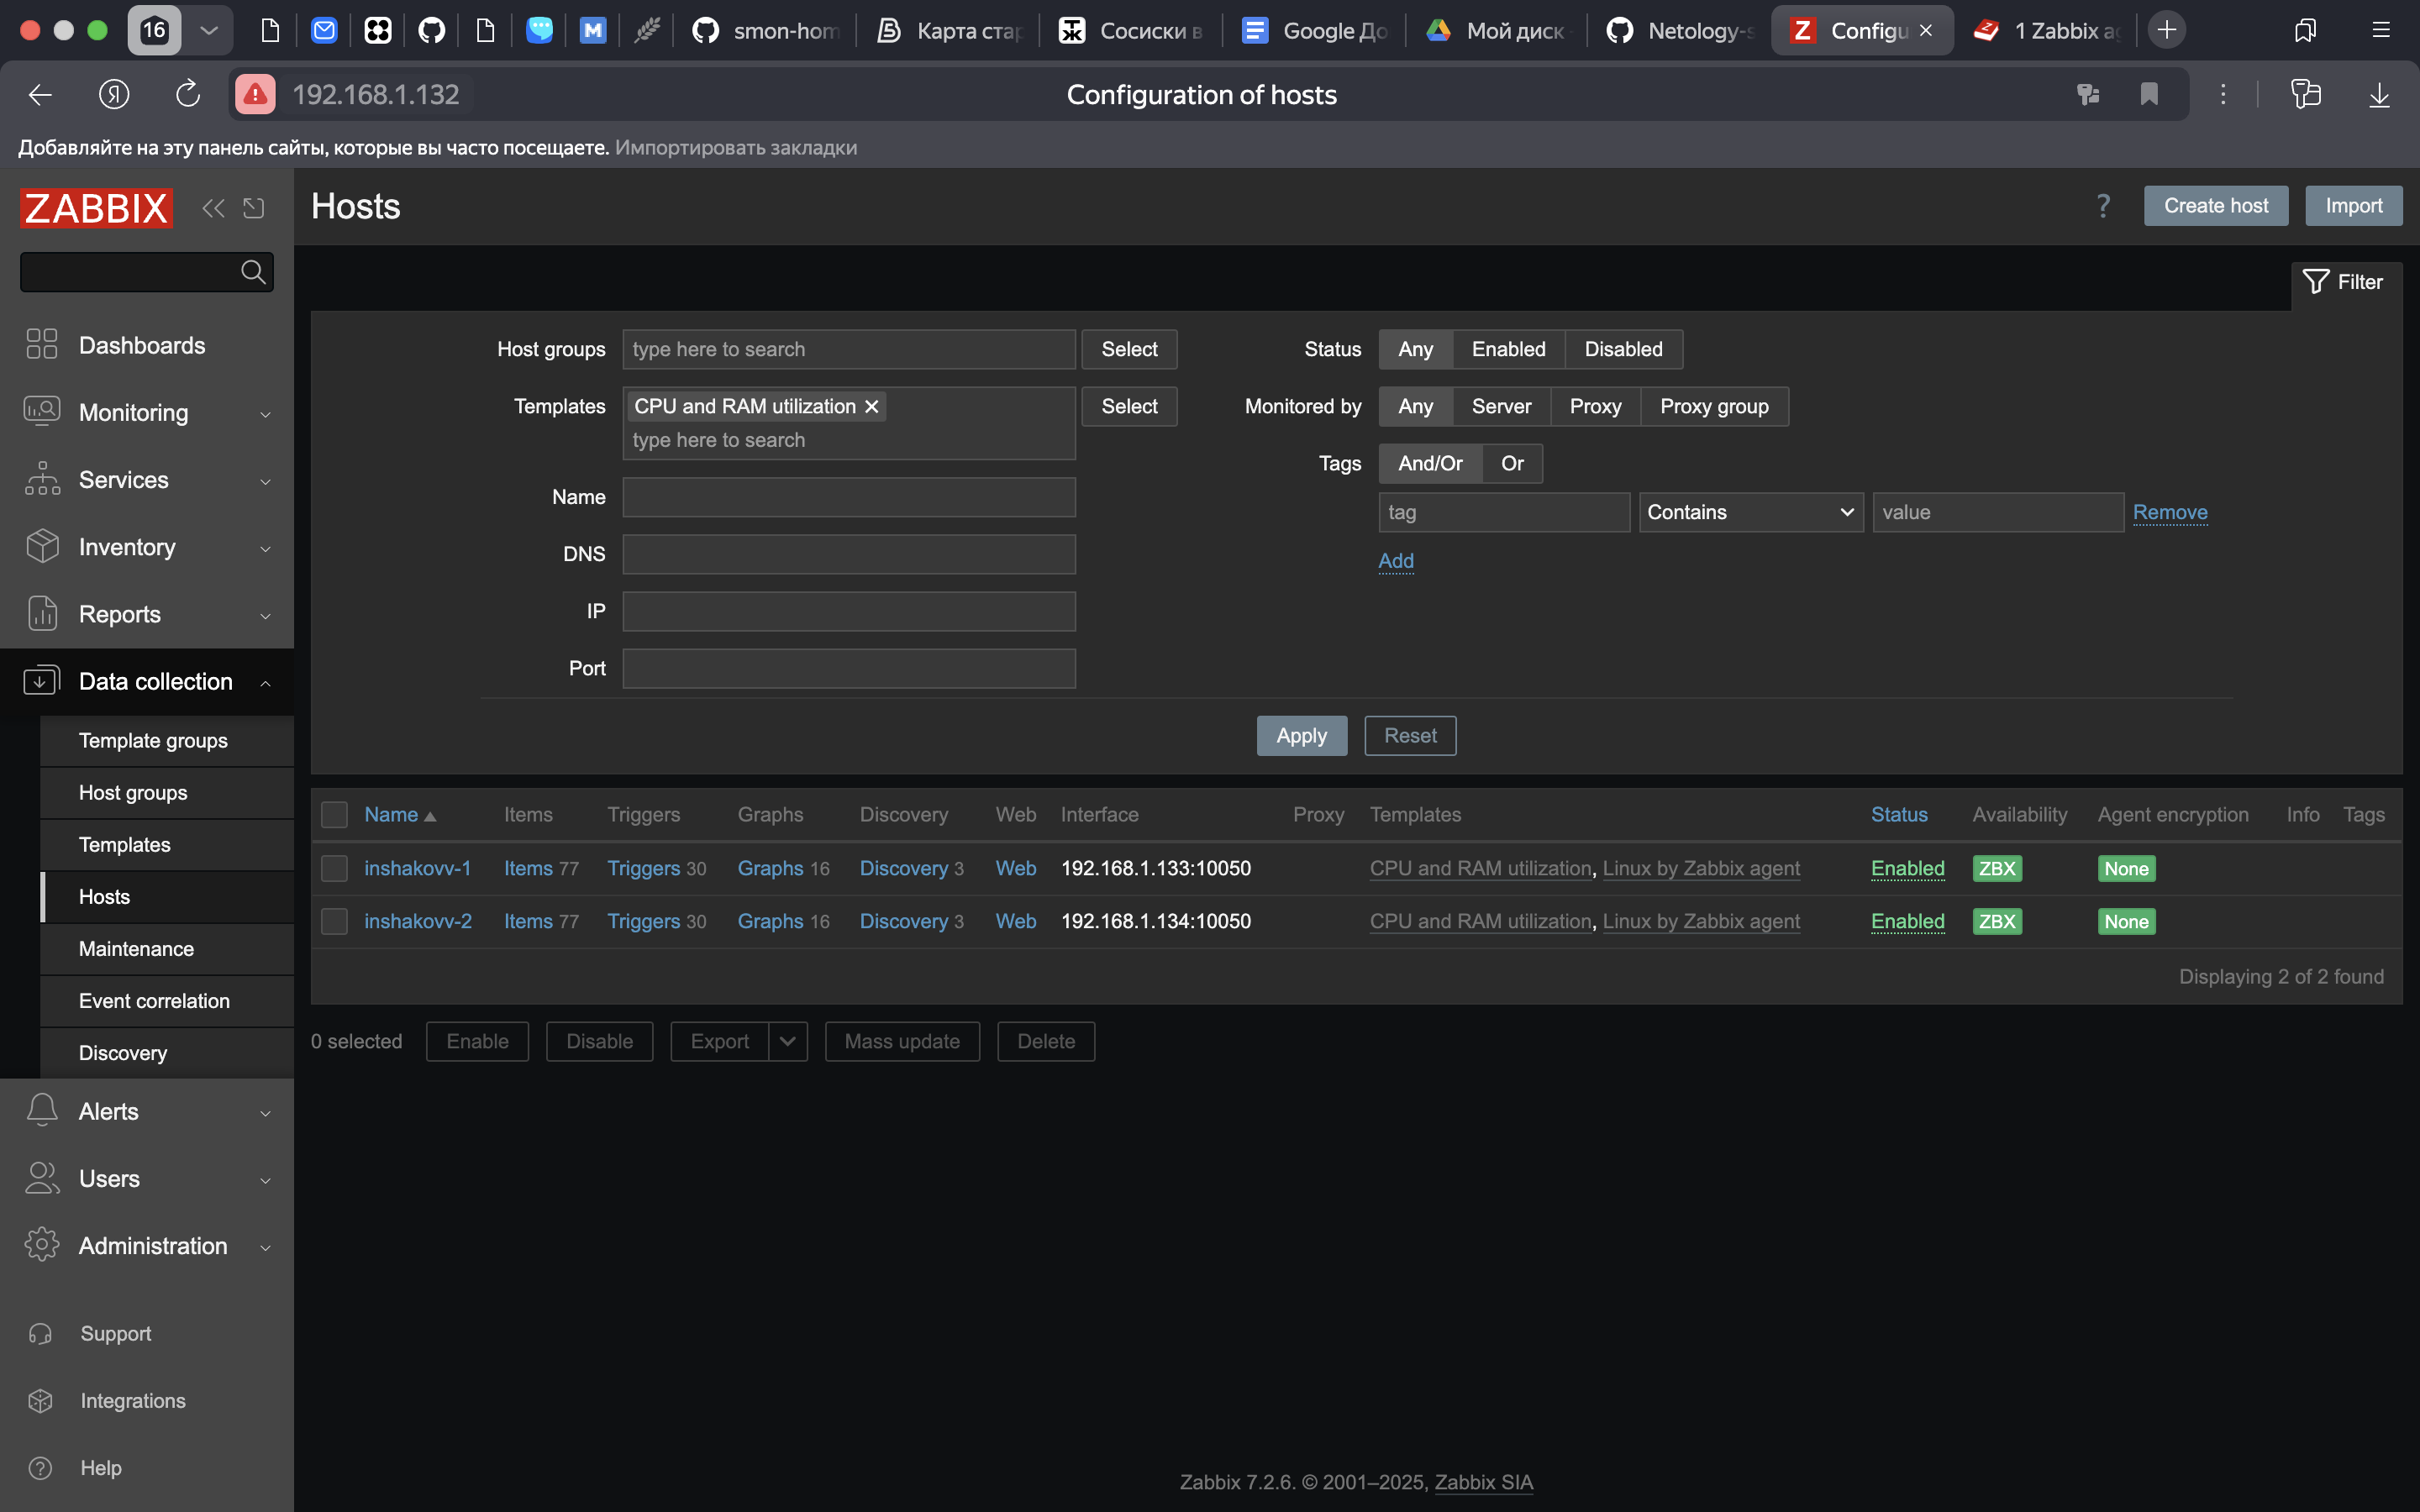 16
smon-hom
Карта стар
Сосиски в
Google До
Мой диск
Netology-s
Configu
1 Zabbix ag
192.168.1.132
Configuration of hosts
Добавляйте на эту панель сайты, которые вы часто посещаете. Импортировать закладки
ZABBIX
Hosts
?
Create host
Import
Filter
Dashboards
Monitoring
Services
Inventory
Reports
Data collection
Template groups
Host groups
Templates
Hosts
Maintenance
Event correlation
Discovery
Alerts
Users
Administration
Support
Integrations
Help
Host groups type here to search Select
Templates CPU and RAM utilization Select
type here to search
Name
DNS
IP
Port
Status Any Enabled Disabled
Monitored by Any Server Proxy Proxy group
Tags And/Or Or
tag Contains value Remove
Add
Apply Reset
Name Items Triggers Graphs Discovery Web Interface Proxy Templates Status Availability Agent encryption Info Tags
inshakovv-1 Items 77 Triggers 30 Graphs 16 Discovery 3 Web 192.168.1.133:10050 CPU and RAM utilization, Linux by Zabbix agent Enabled ZBX None
inshakovv-2 Items 77 Triggers 30 Graphs 16 Discovery 3 Web 192.168.1.134:10050 CPU and RAM utilization, Linux by Zabbix agent Enabled ZBX None
Displaying 2 of 2 found
0 selected Enable Disable Export Mass update Delete
Zabbix 7.2.6. © 2001–2025, Zabbix SIA